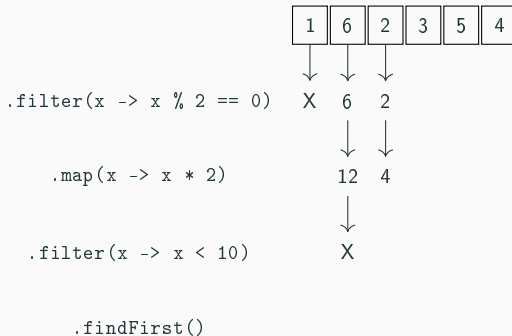 1 6 2 3 5 4
.filter(x -> x % 2 == 0) X 6 2
.map(x -> x * 2) 12 4
.filter(x -> x < 10) X
.findFirst()